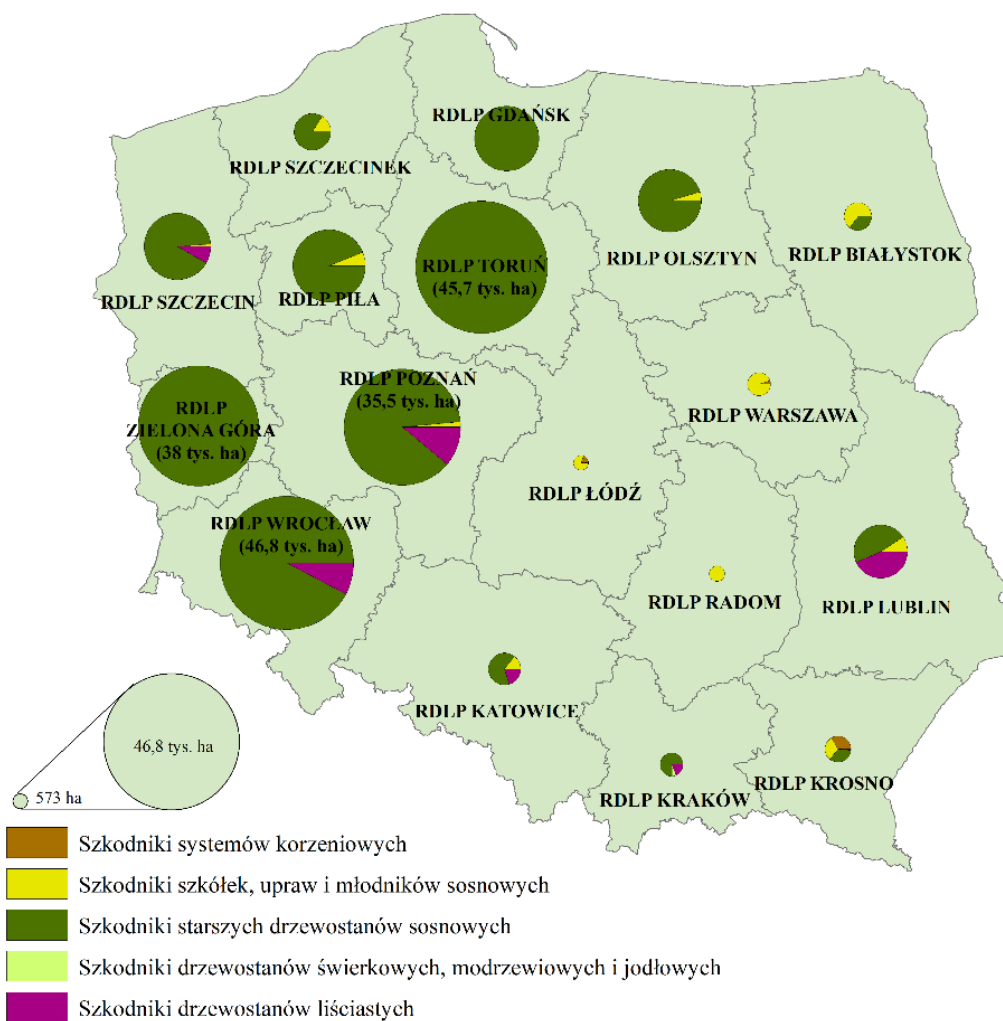 RDLP GDAŃSK
RDLP SZCZECINEK
RDLP OLSZTYN
RDLP BIAŁYSTOK
RDLP TORUŃ
(45,7 tys. ha)
RDLP SZCZECIN
RDLP PIŁA
RDLP POZNAŃ
(35,5 tys. ha)
RDLP WARSZAWA
RDLP
ZIELONA GÓRA
(38 tys. ha)
RDLP ŁÓDŹ
RDLP WROCŁAW
(46,8 tys. ha)
RDLP RADOM
RDLP LUBLIN
RDLP KATOWICE
RDLP KRAKÓW
RDLP KROSNO
46,8 tys. ha
573 ha
Szkodniki systemów korzeniowych
Szkodniki szkółek, upraw i młodników sosnowych
Szkodniki starszych drzewostanów sosnowych
Szkodniki drzewostanów świerkowych, modrzewiowych i jodłowych
Szkodniki drzewostanów liściastych